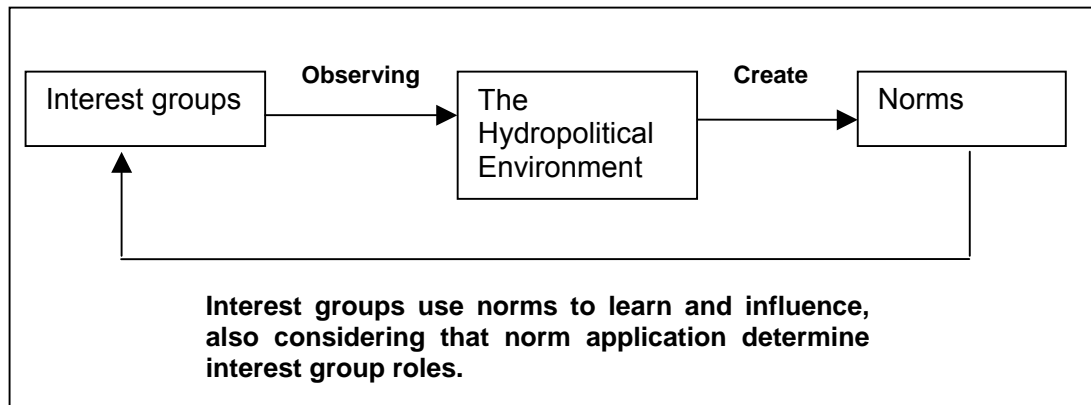 Interest groups
Observing
The
Hydropolitical
Environment
Create
Norms
Interest groups use norms to learn and influence,
also considering that norm application determine
interest group roles.